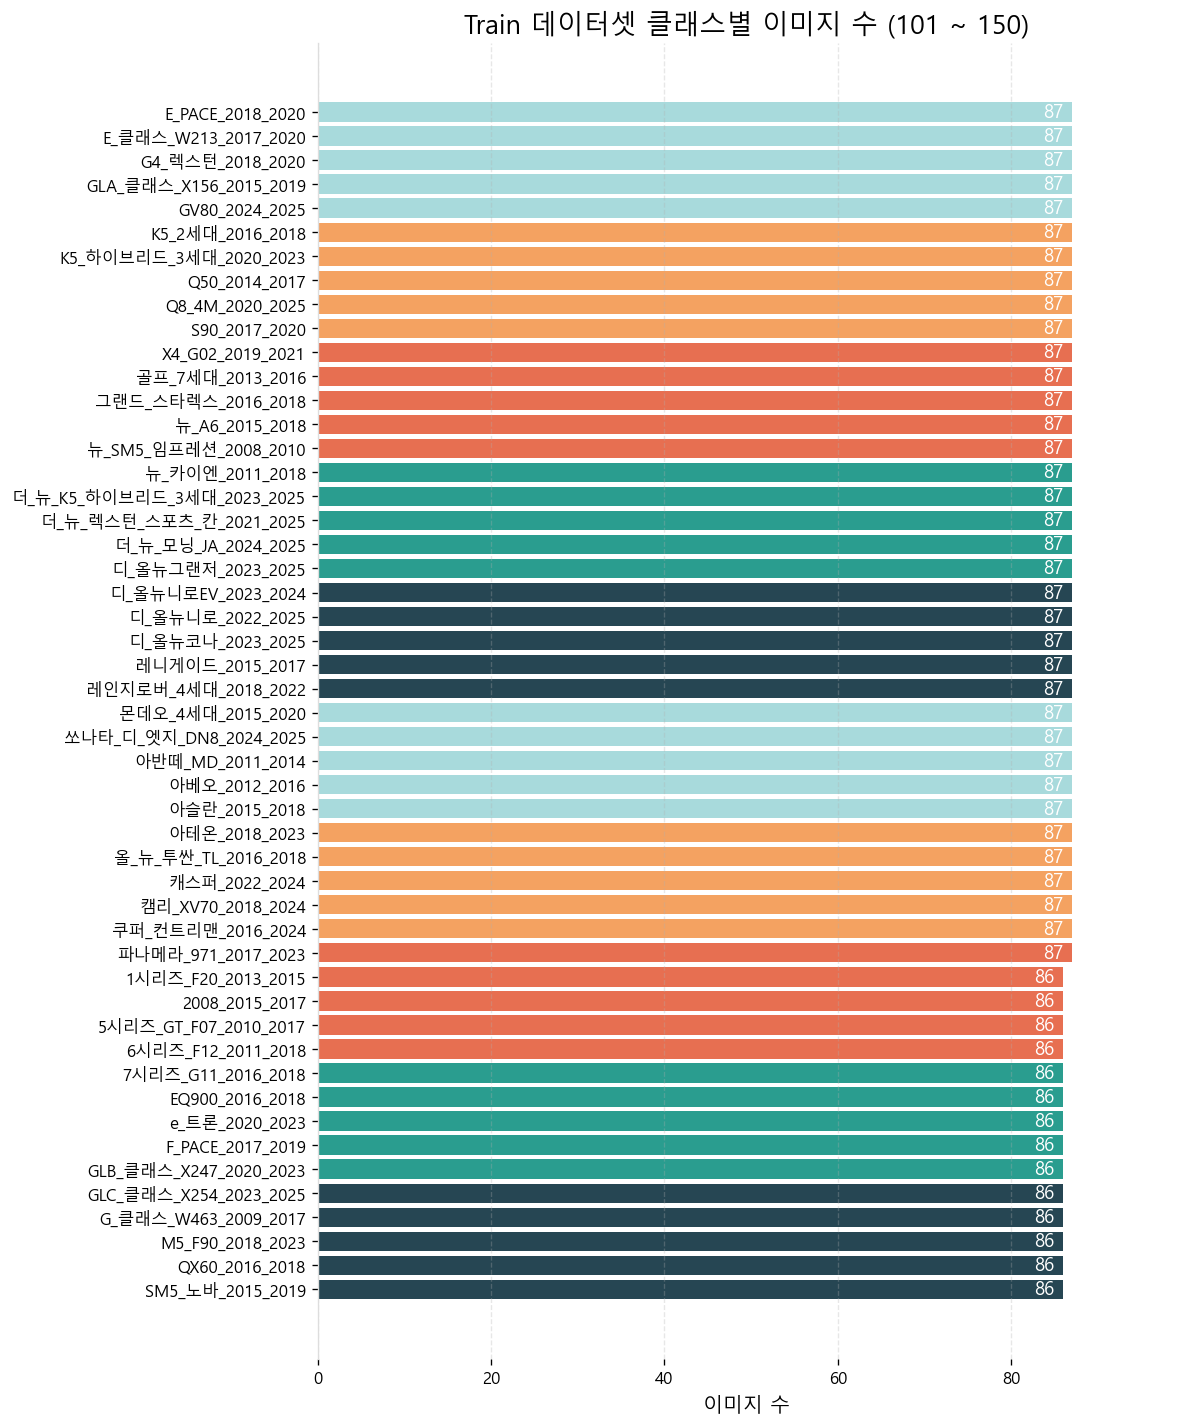 Train 데이터셋 클래스별 이미지 수 (101 ~ 150)
E_PACE_2018_2020 87
E_클래스_W213_2017_2020 87
G4_렉스턴_2018_2020 87
GLA_클래스_X156_2015_2019 87
GV80_2024_2025 87
K5_2세대_2016_2018 87
K5_하이브리드_3세대_2020_2023 87
Q50_2014_2017 87
Q8_4M_2020_2025 87
S90_2017_2020 87
X4_G02_2019_2021 87
골프_7세대_2013_2016 87
그랜드_스타렉스_2016_2018 87
뉴_A6_2015_2018 87
뉴_SM5_임프레션_2008_2010 87
뉴_카이엔_2011_2018 87
더_뉴_K5_하이브리드_3세대_2023_2025 87
더_뉴_렉스턴_스포츠_칸_2021_2025 87
더_뉴_모닝_JA_2024_2025 87
디_올뉴그랜저_2023_2025 87
디_올뉴니로EV_2023_2024 87
디_올뉴니로_2022_2025 87
디_올뉴코나_2023_2025 87
레니게이드_2015_2017 87
레인지로버_4세대_2018_2022 87
몬데오_4세대_2015_2020 87
쏘나타_디_엣지_DN8_2024_2025 87
아반떼_MD_2011_2014 87
아베오_2012_2016 87
아슬란_2015_2018 87
아테온_2018_2023 87
올_뉴_투싼_TL_2016_2018 87
캐스퍼_2022_2024 87
캠리_XV70_2018_2024 87
쿠퍼_컨트리맨_2016_2024 87
파나메라_971_2017_2023 87
1시리즈_F20_2013_2015 86
2008_2015_2017 86
5시리즈_GT_F07_2010_2017 86
6시리즈_F12_2011_2018 86
7시리즈_G11_2016_2018 86
EQ900_2016_2018 86
e_트론_2020_2023 86
F_PACE_2017_2019 86
GLB_클래스_X247_2020_2023 86
GLC_클래스_X254_2023_2025 86
G_클래스_W463_2009_2017 86
M5_F90_2018_2023 86
QX60_2016_2018 86
SM5_노바_2015_2019 86
0 20 40 60 80
이미지 수